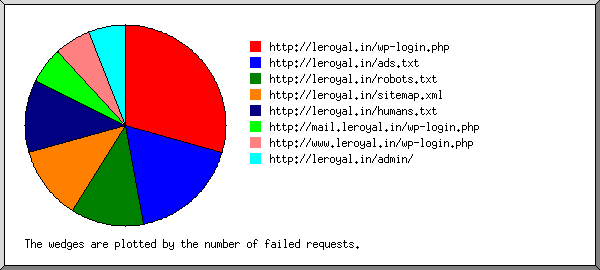 http://leroyal.in/wp-login.php
http://leroyal.in/ads.txt
http://leroyal.in/robots.txt
http://leroyal.in/sitemap.xml
http://leroyal.in/humans.txt
http://mail.leroyal.in/wp-login.php
http://www.leroyal.in/wp-login.php
http://leroyal.in/admin/
The wedges are plotted by the number of failed requests.